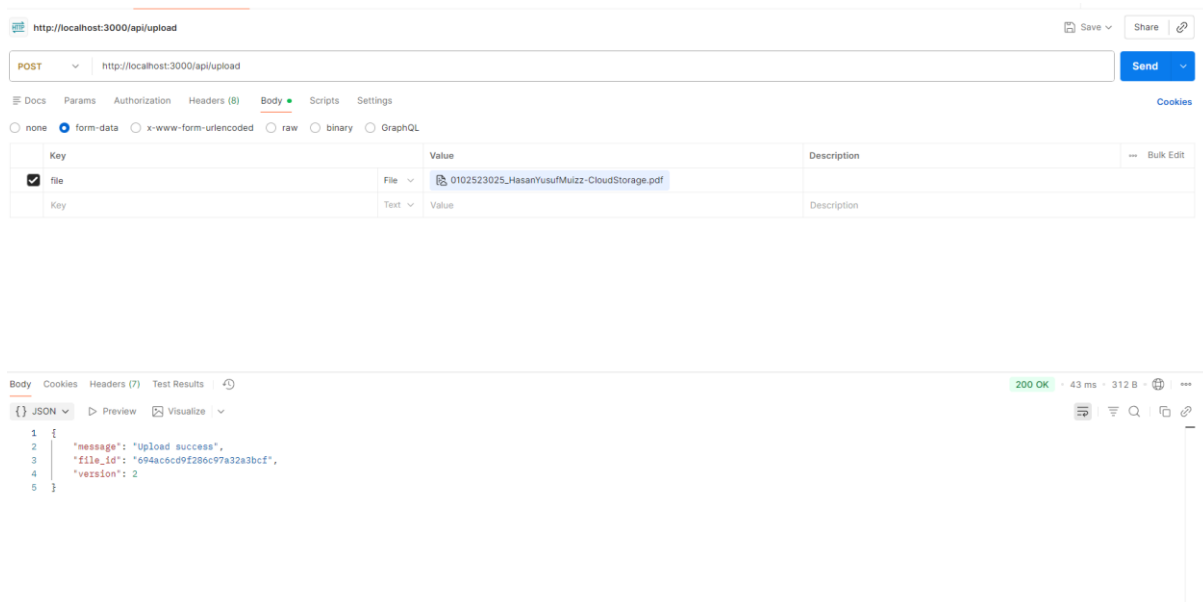 HTTP http://localhost:3000/api/upload Save Share
POST http://localhost:3000/api/upload Send
Docs Params Authorization Headers (8) Body Scripts Settings Cookies
none form-data x-www-form-urlencoded raw binary GraphQL
Key Value Description Bulk Edit
file File 0102523025_HasanYusufMuizz-CloudStorage.pdf
Key Text Value Description
Body Cookies Headers (7) Test Results 200 OK 43 ms 312 B
{} JSON Preview Visualize
1 {
2 "message": "Upload success",
3 "file_id": "694ac6cd9f286c97a32a3bcf",
4 "version": 2
5 }